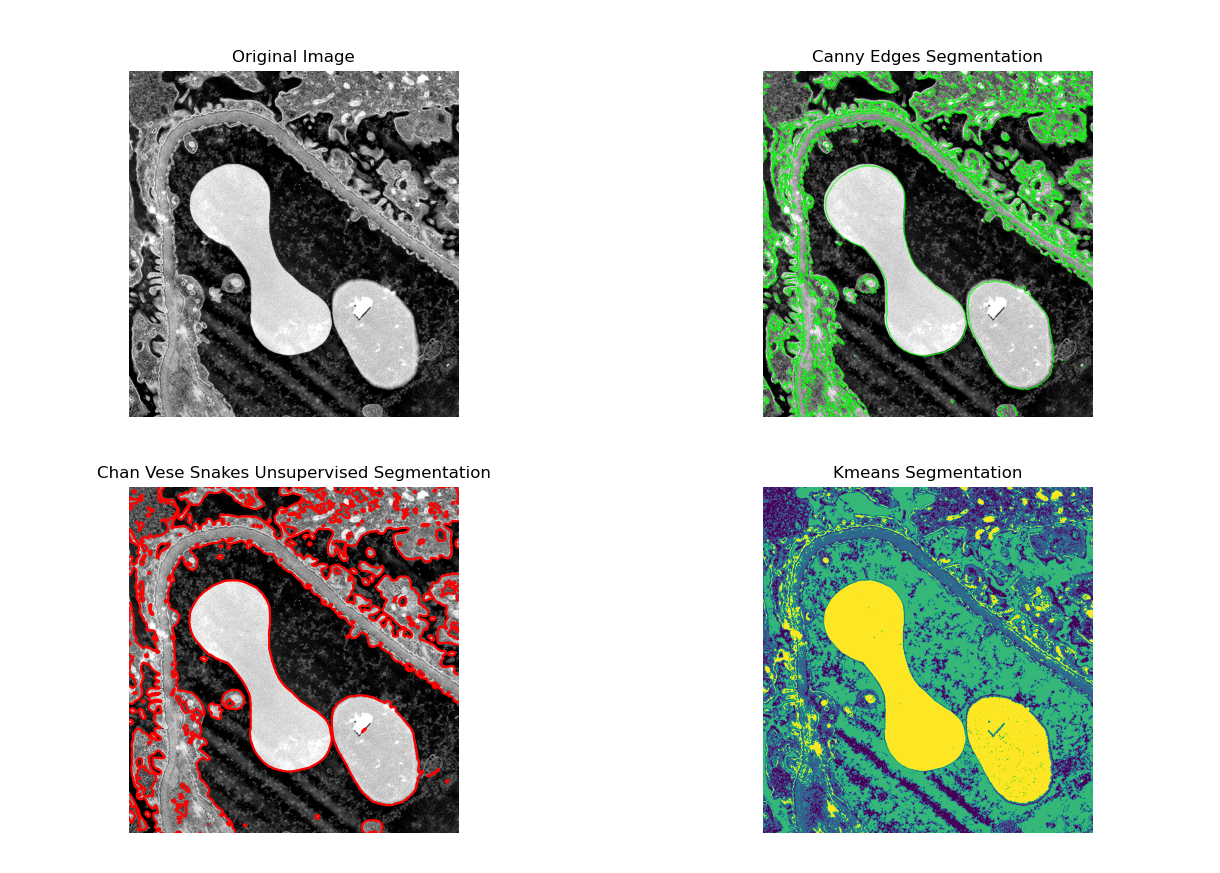 Original Image
Canny Edges Segmentation
Chan Vese Snakes Unsupervised Segmentation
Kmeans Segmentation